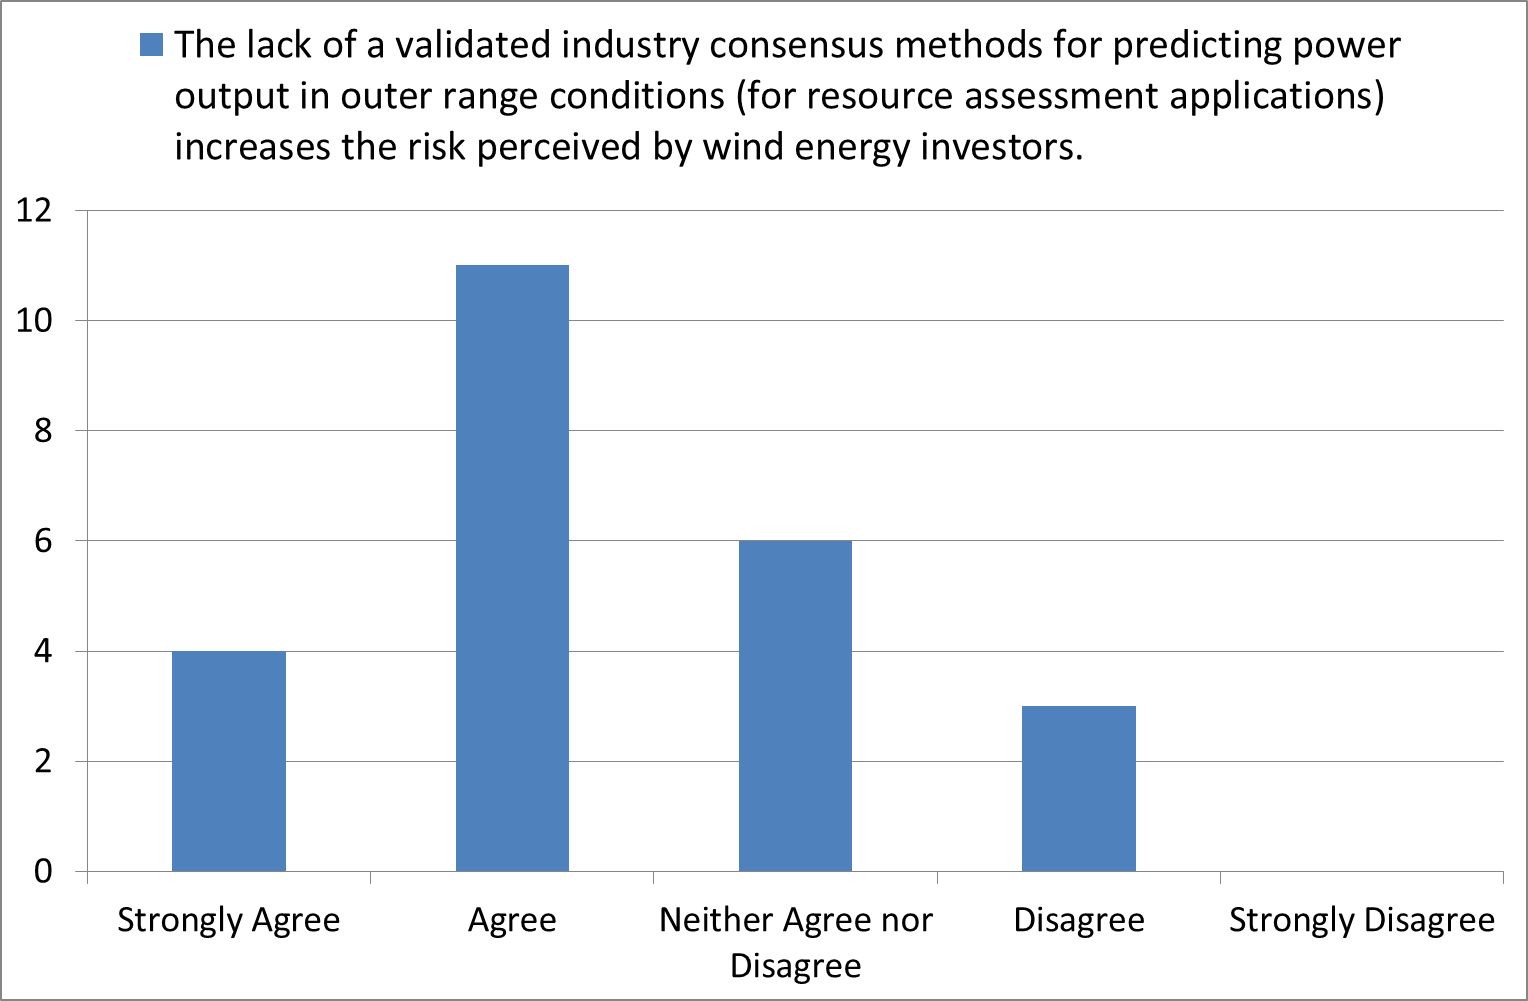 The lack of a validated industry consensus methods for predicting power
output in outer range conditions (for resource assessment applications)
increases the risk perceived by wind energy investors.
12
10
8
6
4
2
0
Strongly Agree
Agree
Neither Agree nor
Disagree
Disagree
Strongly Disagree